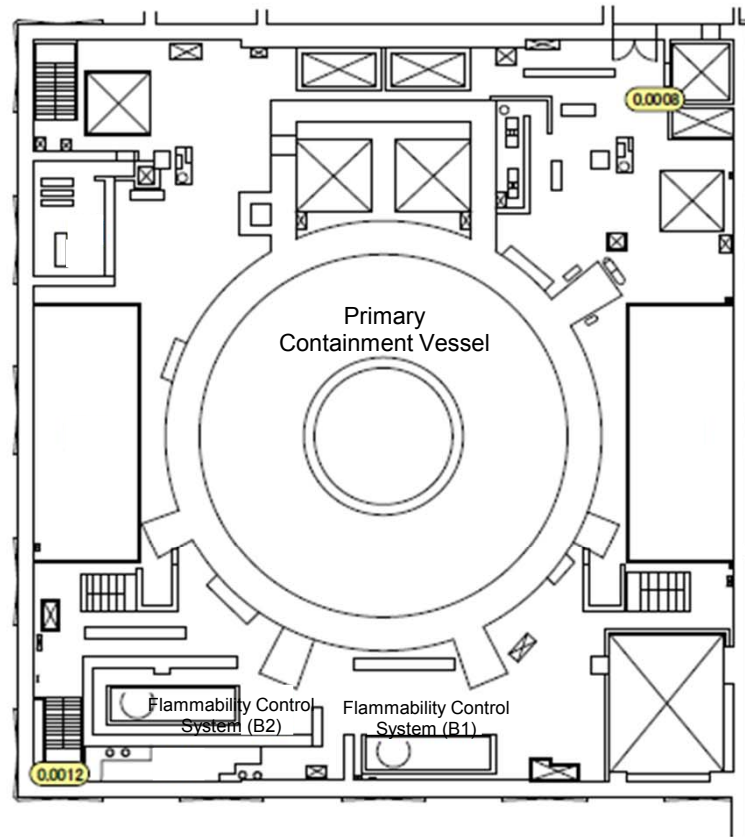 0.0008
Primary
Containment Vessel
Flammability Control
System (B2)
Flammability Control
System (B1)
0.0012